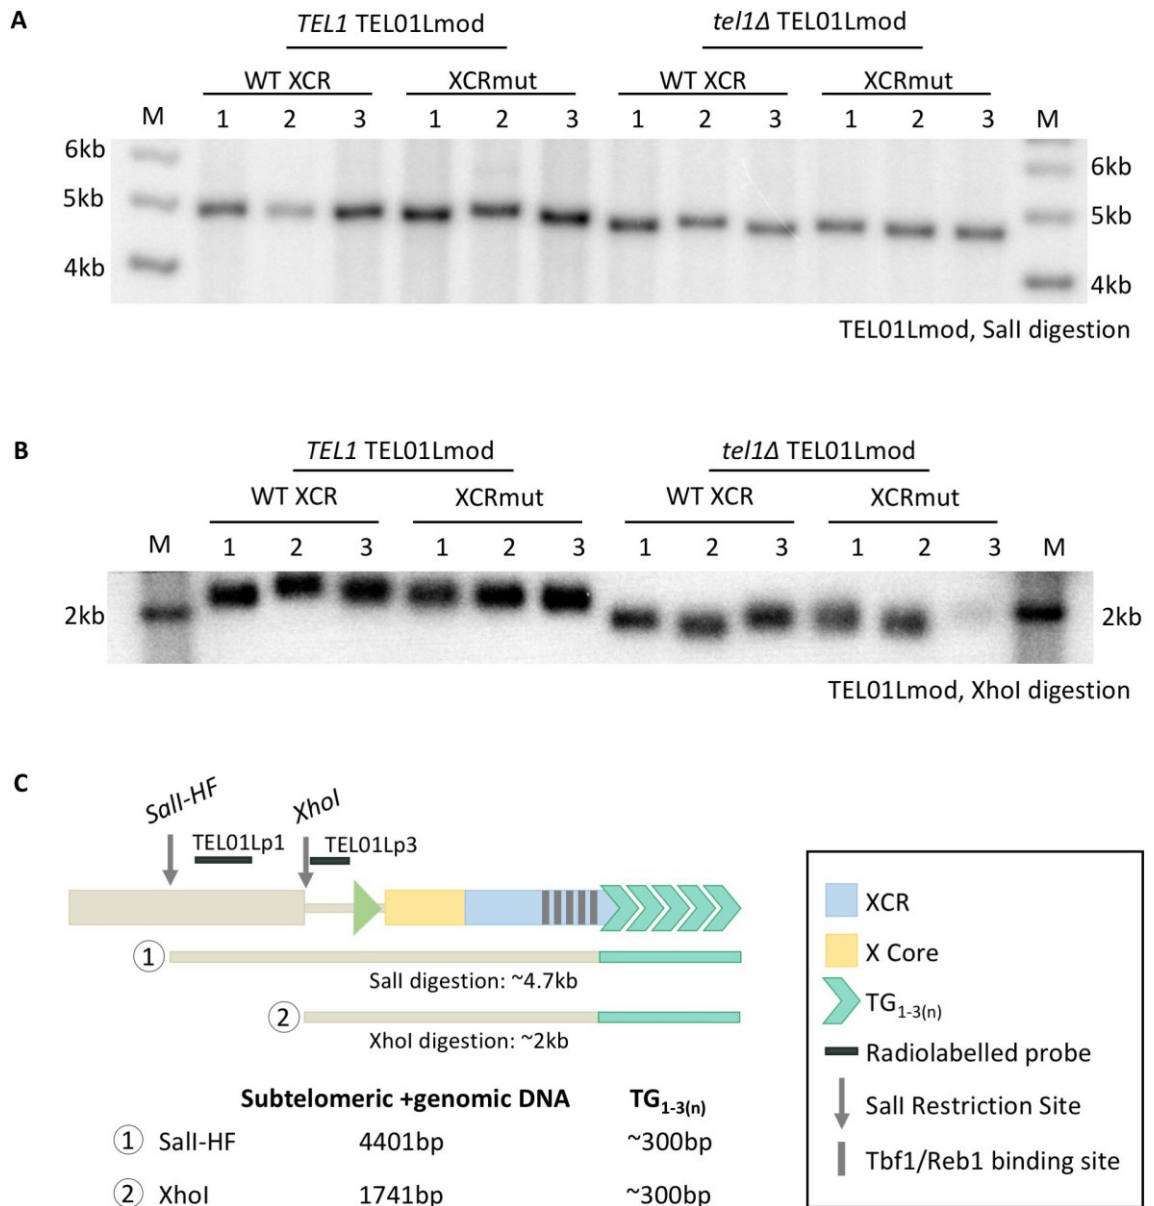 A
TEL1 TEL01Lmod tel1Δ TEL01Lmod
WT XCR XCRmut WT XCR XCRmut
M 1 2 3 1 2 3 1 2 3 1 2 3 M
6kb 6kb
5kb 5kb
4kb 4kb
TEL01Lmod, SalI digestion
B
TEL1 TEL01Lmod tel1Δ TEL01Lmod
WT XCR XCRmut WT XCR XCRmut
M 1 2 3 1 2 3 1 2 3 1 2 3 M
2kb 2kb
TEL01Lmod, XhoI digestion
C
SalI-HF XhoI
TEL01Lp1 TEL01Lp3
1
SalI digestion: ~4.7kb
2
XhoI digestion: ~2kb
Subtelomeric +genomic DNA TG1-3(n)
1 SalI-HF 4401bp ~300bp
2 XhoI 1741bp ~300bp
XCR
X Core
TG1-3(n)
Radiolabelled probe
SalI Restriction Site
Tbf1/Reb1 binding site